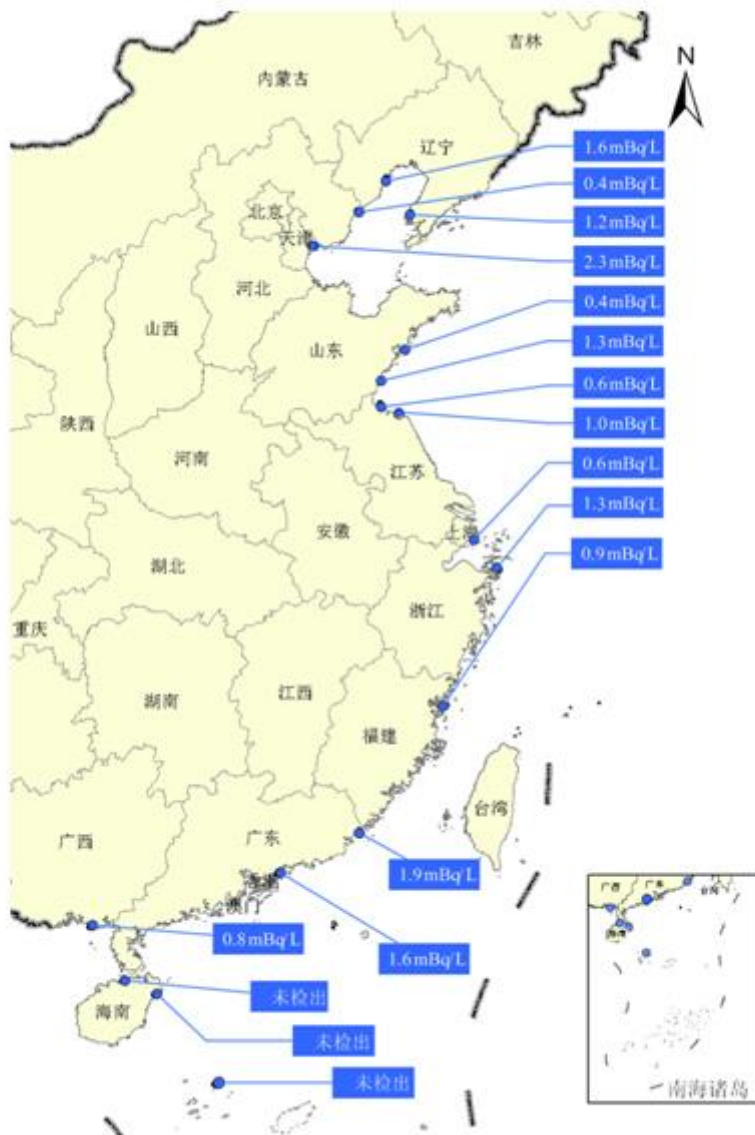 吉林
N
内蒙古
辽宁
1.6mBq/L
0.4mBq/L
北京
1.2mBq/L
天津
2.3mBq/L
河北
0.4mBq/L
山西
山东
1.3mBq/L
0.6mBq/L
陕西
1.0mBq/L
河南
江苏
0.6mBq/L
1.3mBq/L
安徽
上海
0.9mBq/L
湖北
浙江
重庆
湖南
江西
福建
台湾
广西
广东
1.9mBq/L
香港
澳门
0.8mBq/L
1.6mBq/L
未检出
海南
未检出
未检出
广西
广东
台湾
海南
南海诸岛